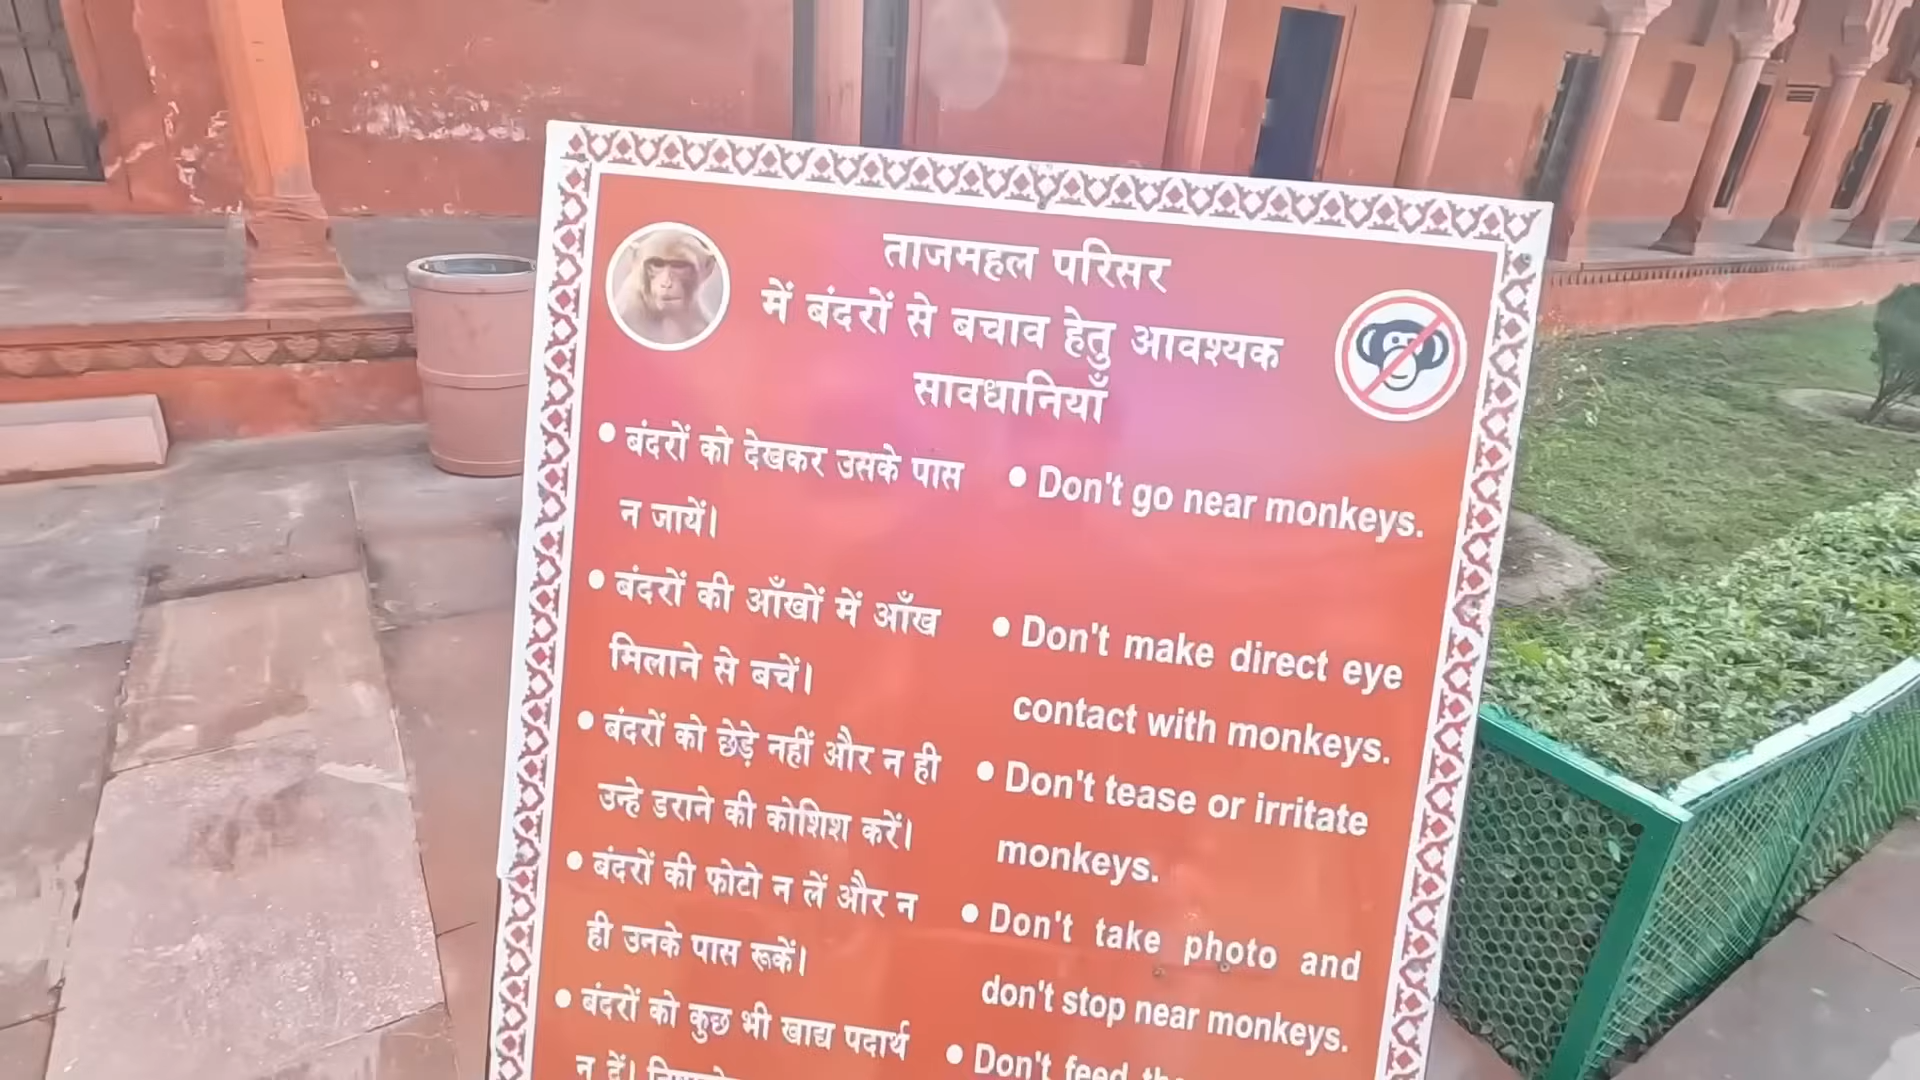 ताजमहल परिसर
में बंदरों से बचाव हेतु आवश्यक
सावधानियाँ
• बंदरों को देखकर उसके पास
न जायें।
• बंदरों की आँखों में आँख
मिलाने से बचें।
• बंदरों को छेड़े नहीं और न ही
उन्हे डराने की कोशिश करें।
• बंदरों की फोटो न लें और न
ही उनके पास रूकें।
• बंदरों को कुछ भी खाद्य पदार्थ
न दें।
• Don't go near monkeys.
• Don't make direct eye
contact with monkeys.
• Don't tease or irritate
monkeys.
• Don't take photo and
don't stop near monkeys.
• Don't feed